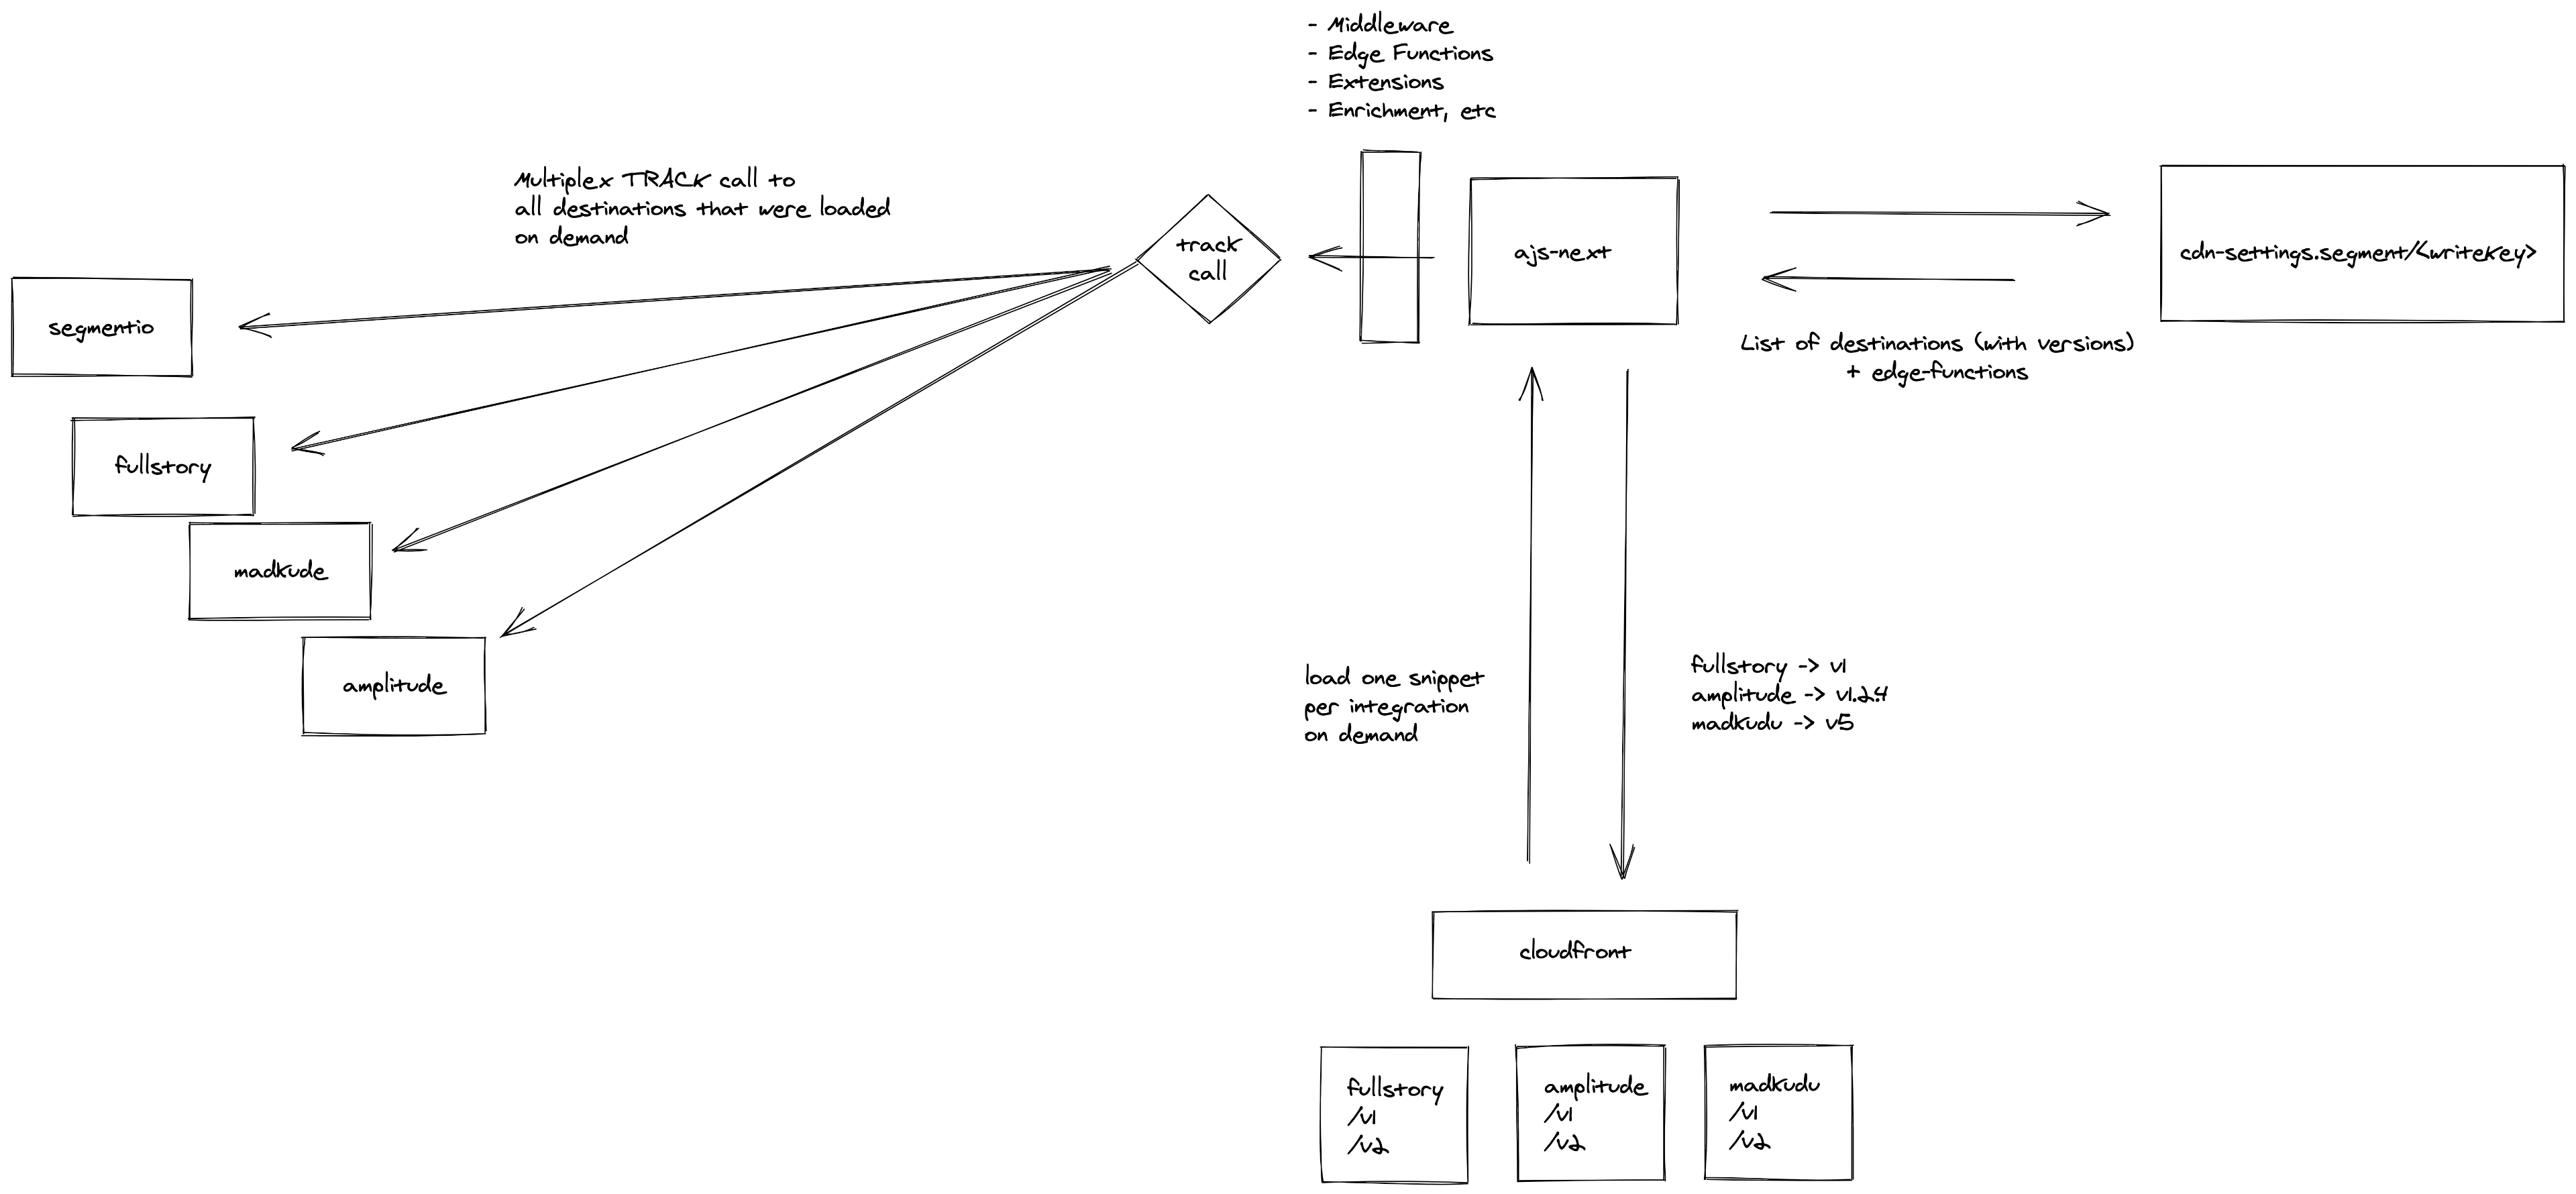 - Middleware
- Edge Functions
- Extensions
- Enrichment, etc
Multiplex TRACK call to
all destinations that were loaded
on demand
track
call
ajs-next
cdn-settings.segment/<writeKey>
List of destinations (with versions)
+ edge-functions
segmentio
fullstory
madkude
amplitude
load one snippet
per integration
on demand
fullstory -> v1
amplitude -> v1.2.4
madkudu -> v5
cloudfront
fullstory
/v1
/v2
amplitude
/v1
/v2
madkudu
/v1
/v2